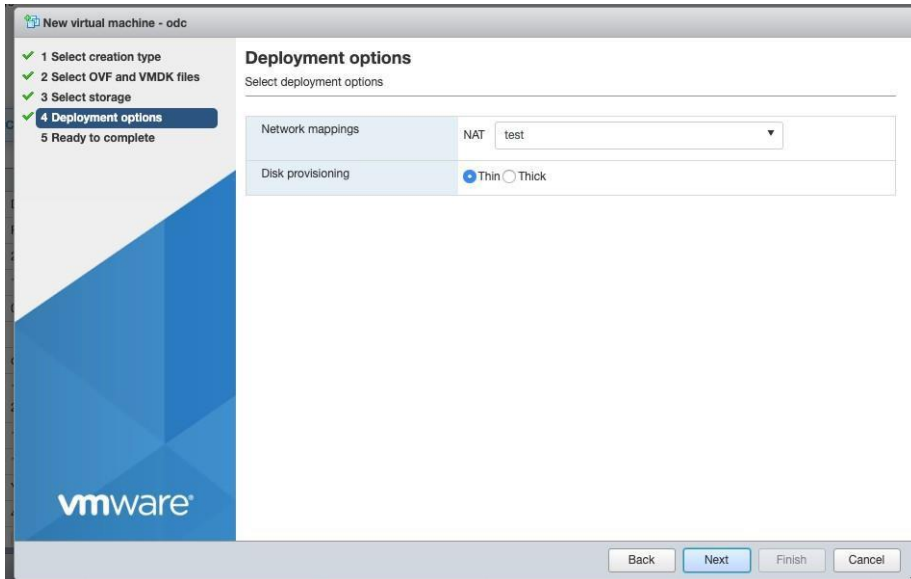 New virtual machine - odc
1 Select creation type
2 Select OVF and VMDK files
3 Select storage
4 Deployment options
5 Ready to complete
Deployment options
Select deployment options
Network mappings
NAT test
Disk provisioning
Thin Thick
vmware®
Back Next Finish Cancel